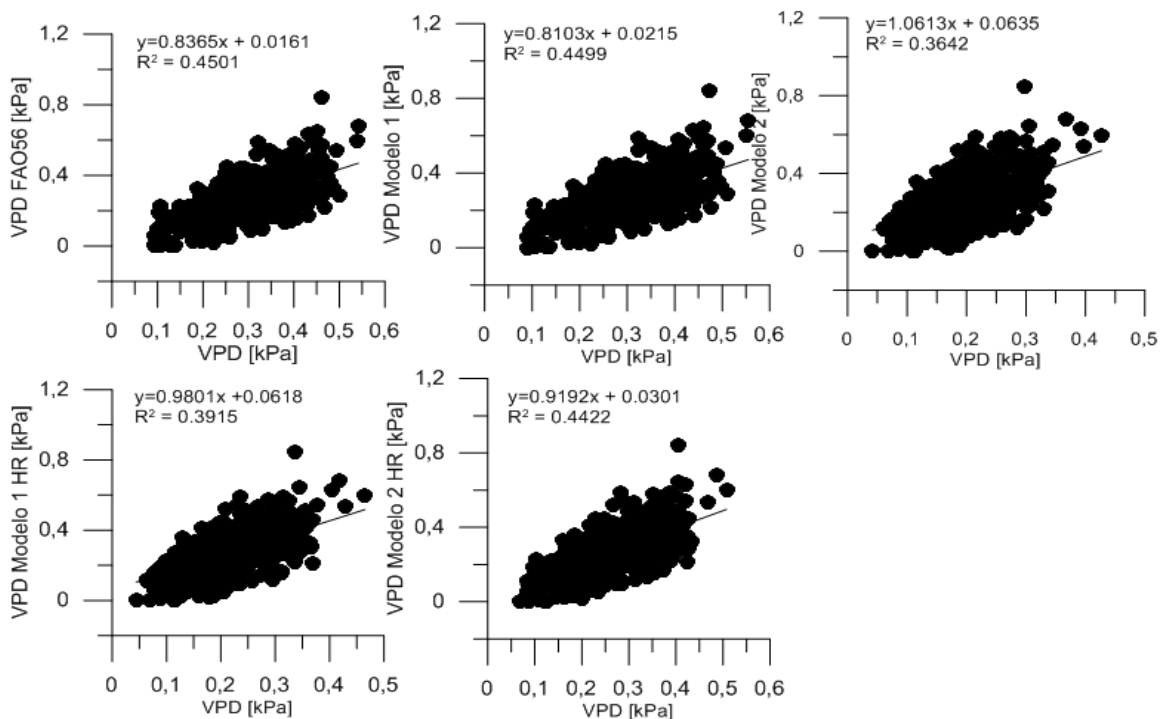 y=0.8365x + 0.0161
R² = 0.4501
VPD FAO56 [kPa]
1,2
0,8
0,4
0
0 0,1 0,2 0,3 0,4 0,5 0,6
VPD [kPa]
y=0.8103x + 0.0215
R² = 0.4499
VPD Modelo 1 [kPa]
1,2
0,8
0,4
0
0 0,1 0,2 0,3 0,4 0,5 0,6
VPD [kPa]
y=1.0613x + 0.0635
R² = 0.3642
VPD Modelo 2 [kPa]
1,2
0,8
0,4
0
0 0,1 0,2 0,3 0,4 0,5
VPD [kPa]
y=0.9801x +0.0618
R² = 0.3915
VPD Modelo 1 HR [kPa]
1,2
0,8
0,4
0
0 0,1 0,2 0,3 0,4 0,5
VPD [kPa]
y=0.9192x + 0.0301
R² = 0.4422
VPD Modelo 2 HR [kPa]
1,2
0,8
0,4
0
0 0,1 0,2 0,3 0,4 0,5 0,6
VPD [kPa]